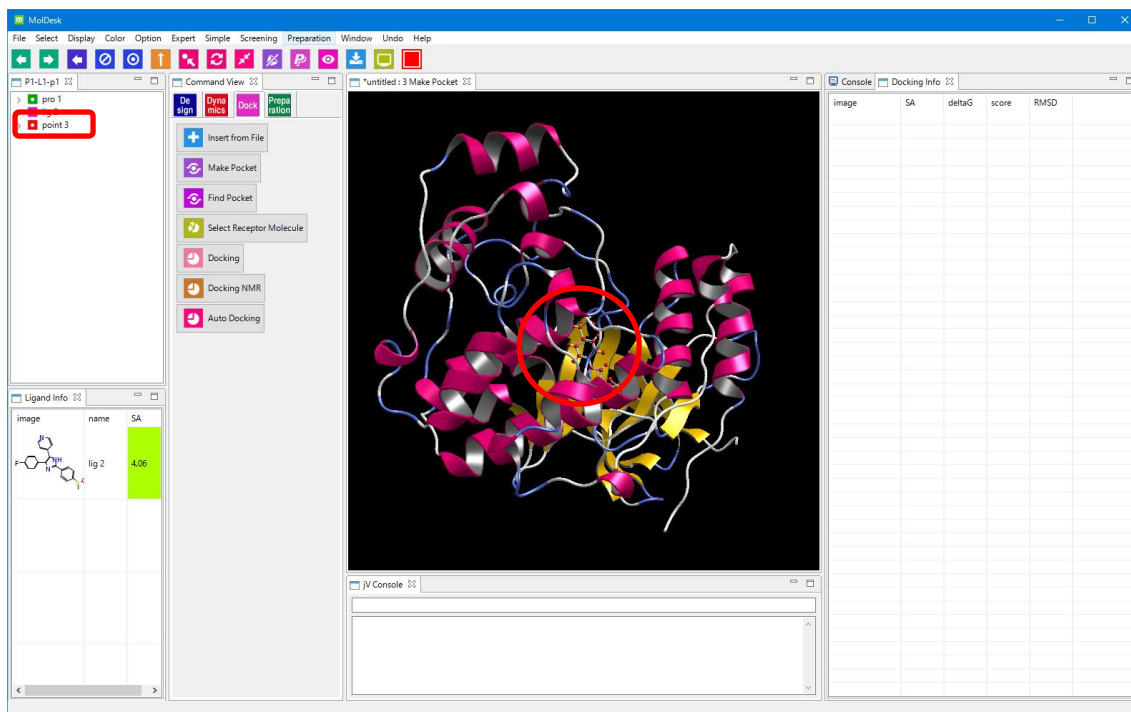 MolDesk
File Select Display Color Option Expert Simple Screening Preparation Window Undo Help
P1-L1-p1
pro 1
point 3
Command View
De sign
Dyna mics
Dock
Prepa ration
Insert from File
Make Pocket
Find Pocket
Select Receptor Molecule
Docking
Docking NMR
Auto Docking
*untitled : 3 Make Pocket
Console
Docking Info
image SA deltaG score RMSD
Ligand Info
image name SA
N
NH
F
N
lig 2 4.06
jV Console